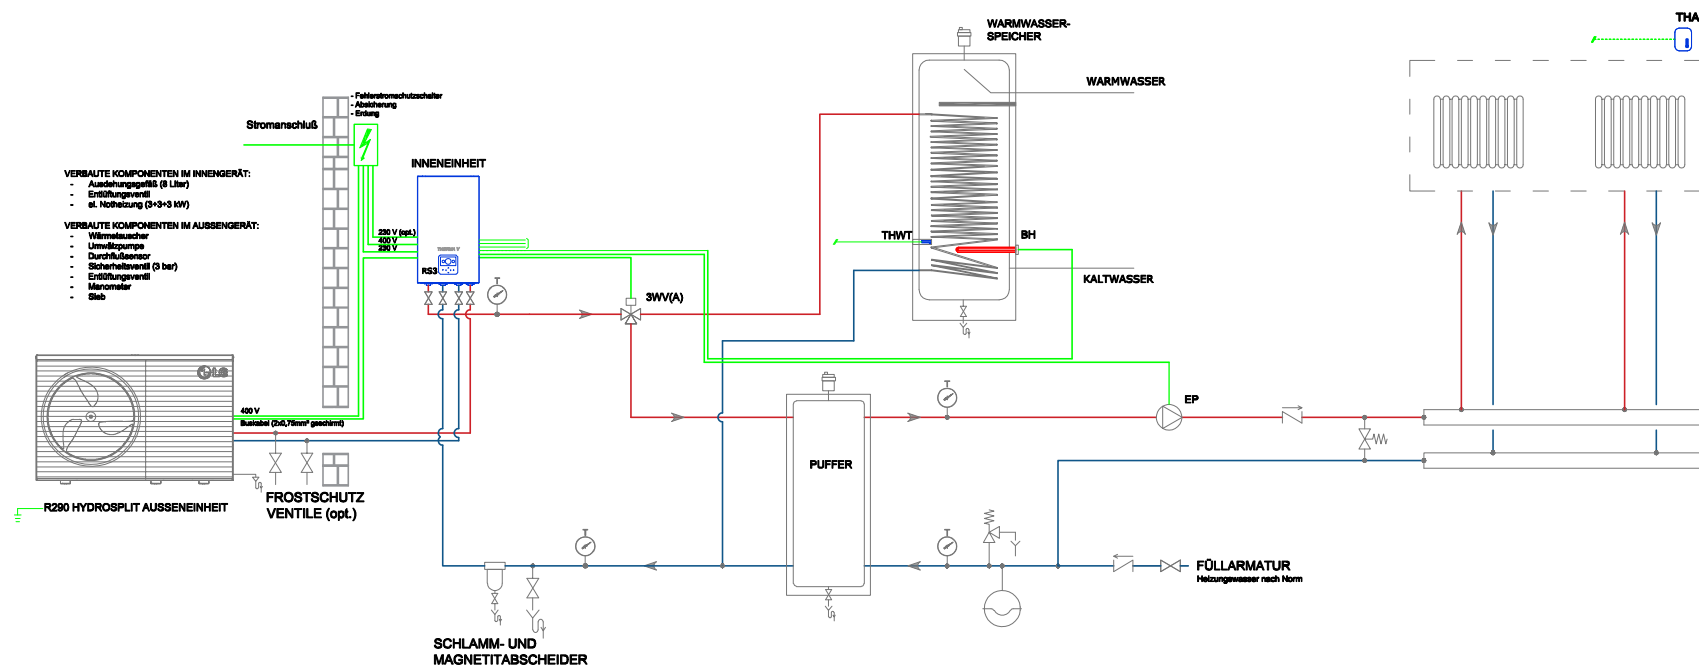 THA
WARMWASSER-
SPEICHER
WARMWASSER
- Fehlerstromschutzschalter
- Absicherung
- Erdung
Stromanschluß
INNENEINHEIT
VERBAUTE KOMPONENTEN IM INNENGERÄT:
- Ausdehungsgefäß (8 Liter)
- Entlüftungsventil
- el. Notheizung (3+3+3 kW)
VERBAUTE KOMPONENTEN IM AUSSENGERÄT:
- Wärmetauscher
- Umwälzpumpe
- Durchflußsensor
- Sicherheitsventil (3 bar)
- Entlüftungsventil
- Manometer
- Sieb
230 V (opt.)
400 V
230 V
THERMA V
RS3
THWT
BH
KALTWASSER
T
3WV(A)
LG
400 V
Buskabel (2x0,75mm² geschirmt)
T
EP
PUFFER
FROSTSCHUTZ
VENTILE (opt.)
R290 HYDROSPLIT AUSSENEINHEIT
T
T
FÜLLARMATUR
Heizungswasser nach Norm
SCHLAMM- UND
MAGNETITABSCHEIDER